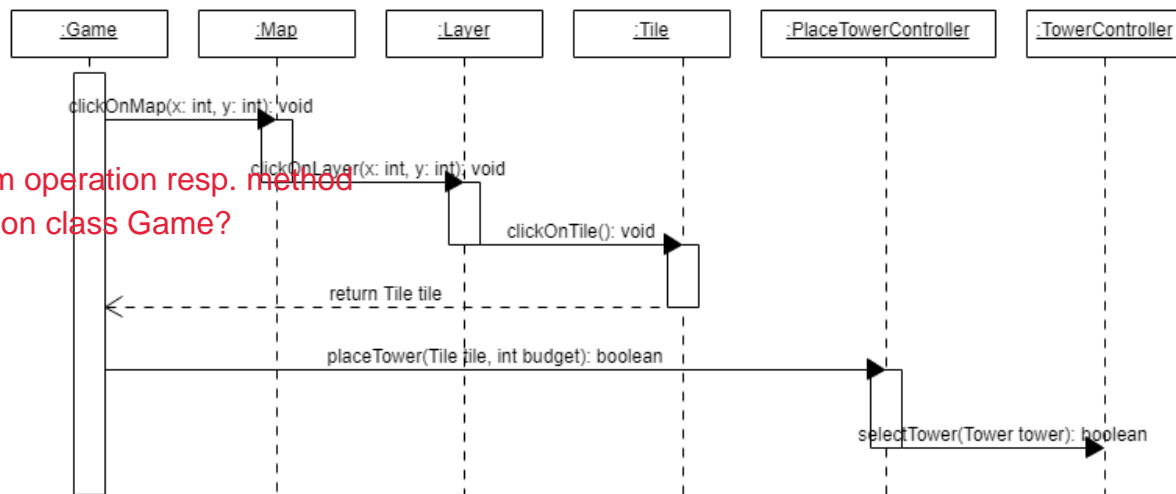 :Game
:Map
:Layer
:Tile
:PlaceTowerController
:TowerController
clickOnMap(x: int, y: int): void
clickOnLayer(x: int, y: int): void
operation resp. method
on class Game?
clickOnTile(): void
return Tile tile
placeTower(Tile tile, int budget): boolean
selectTower(Tower tower): boolean